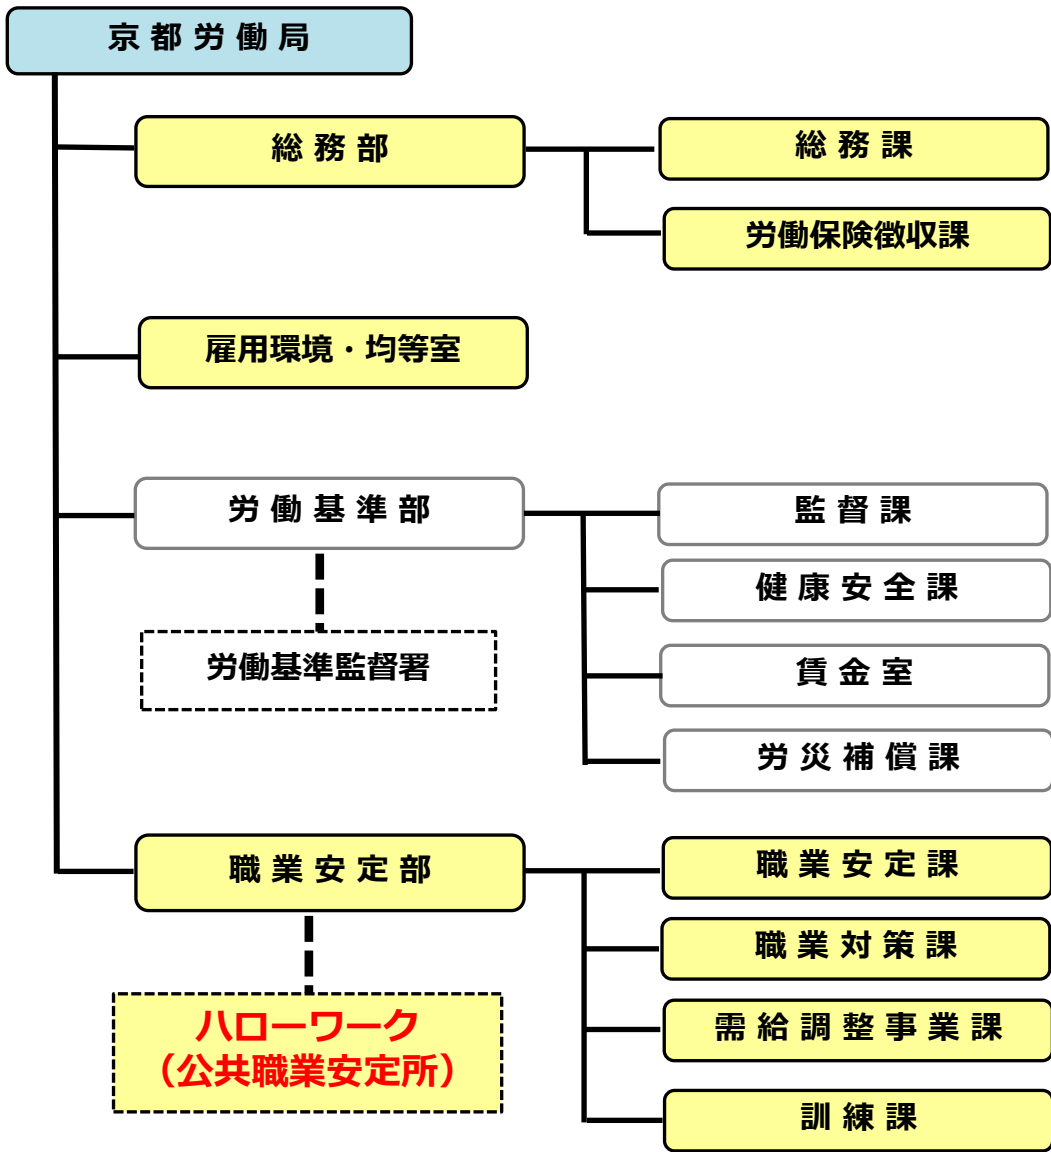 京都労働局
総務部
総務課
労働保険徴収課
雇用環境・均等室
労働基準部
監督課
健康安全課
労働基準監督署
賃金室
労災補償課
職業安定部
職業安定課
職業対策課
ハローワーク
（公共職業安定所）
需給調整事業課
訓練課